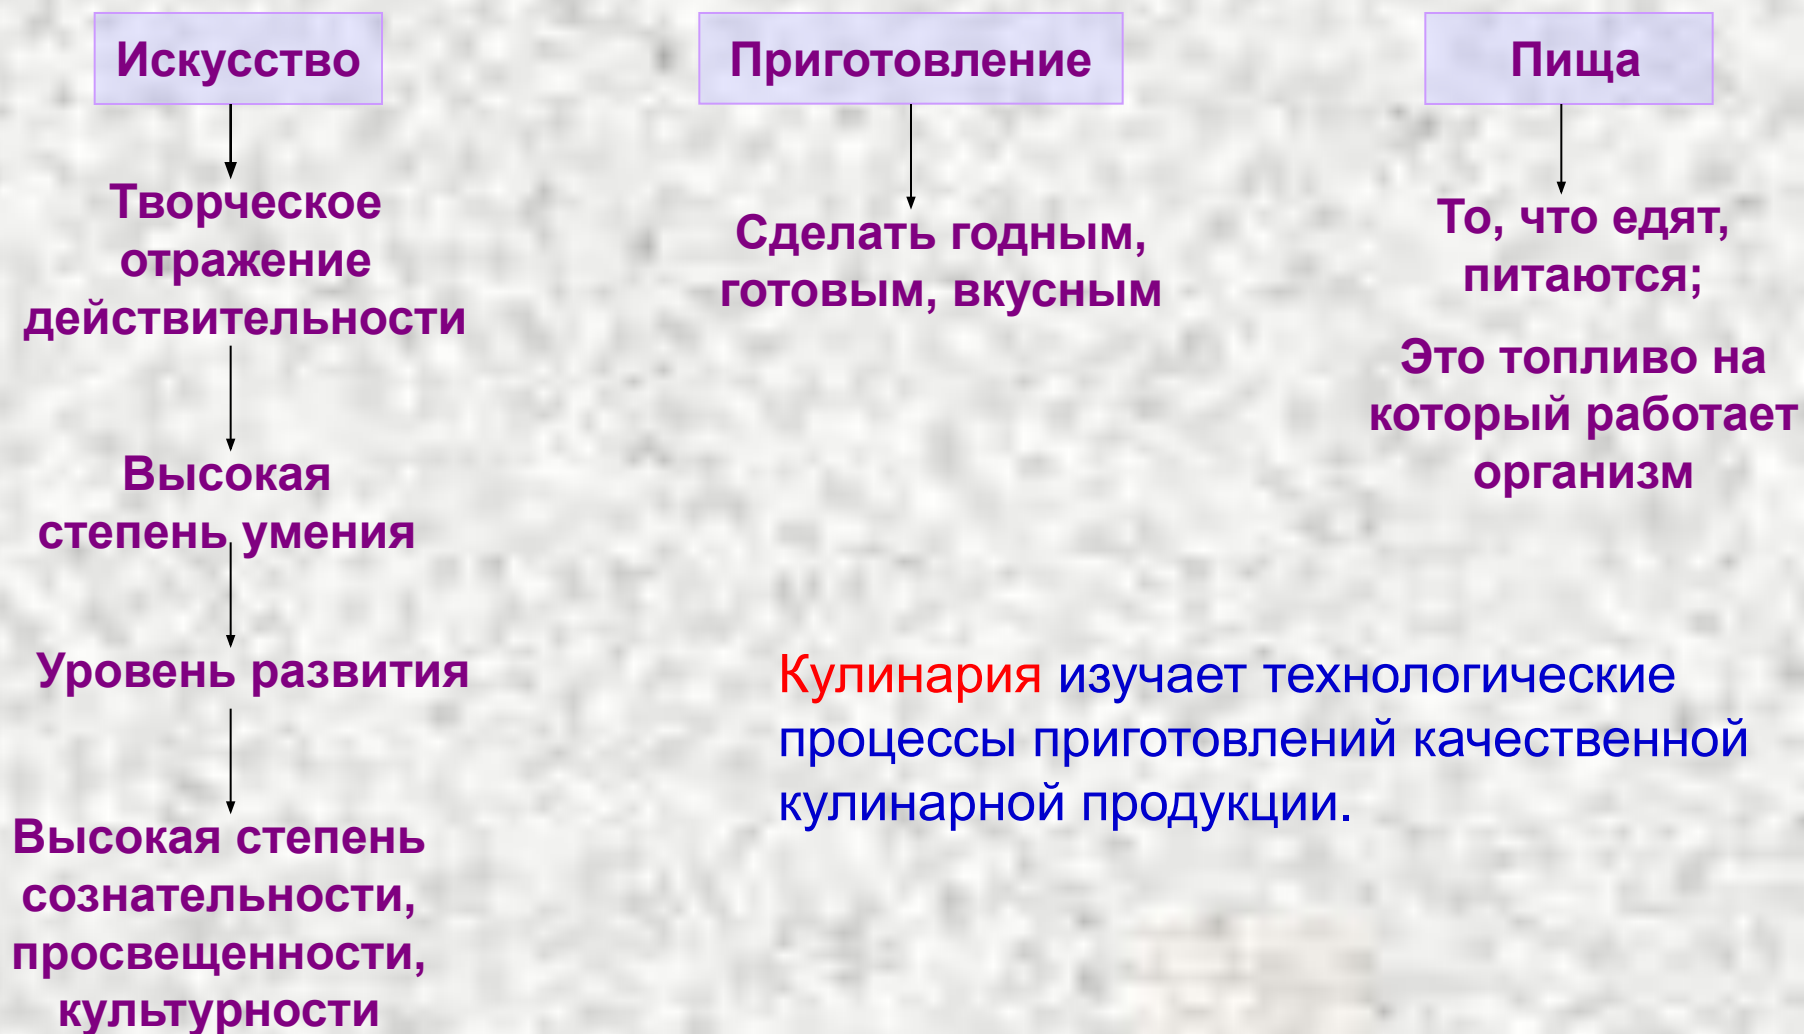 Искусство
Творческое
отражение
действительности
Высокая
степень умения
Уровень развития
Высокая степень
сознательности,
просвещенности,
культурности
Приготовление
Сделать годным,
готовым, вкусным
Пища
То, что едят,
питаются;
Это топливо на
который работает
организм
Кулинария изучает технологические
процессы приготовлений качественной
кулинарной продукции.